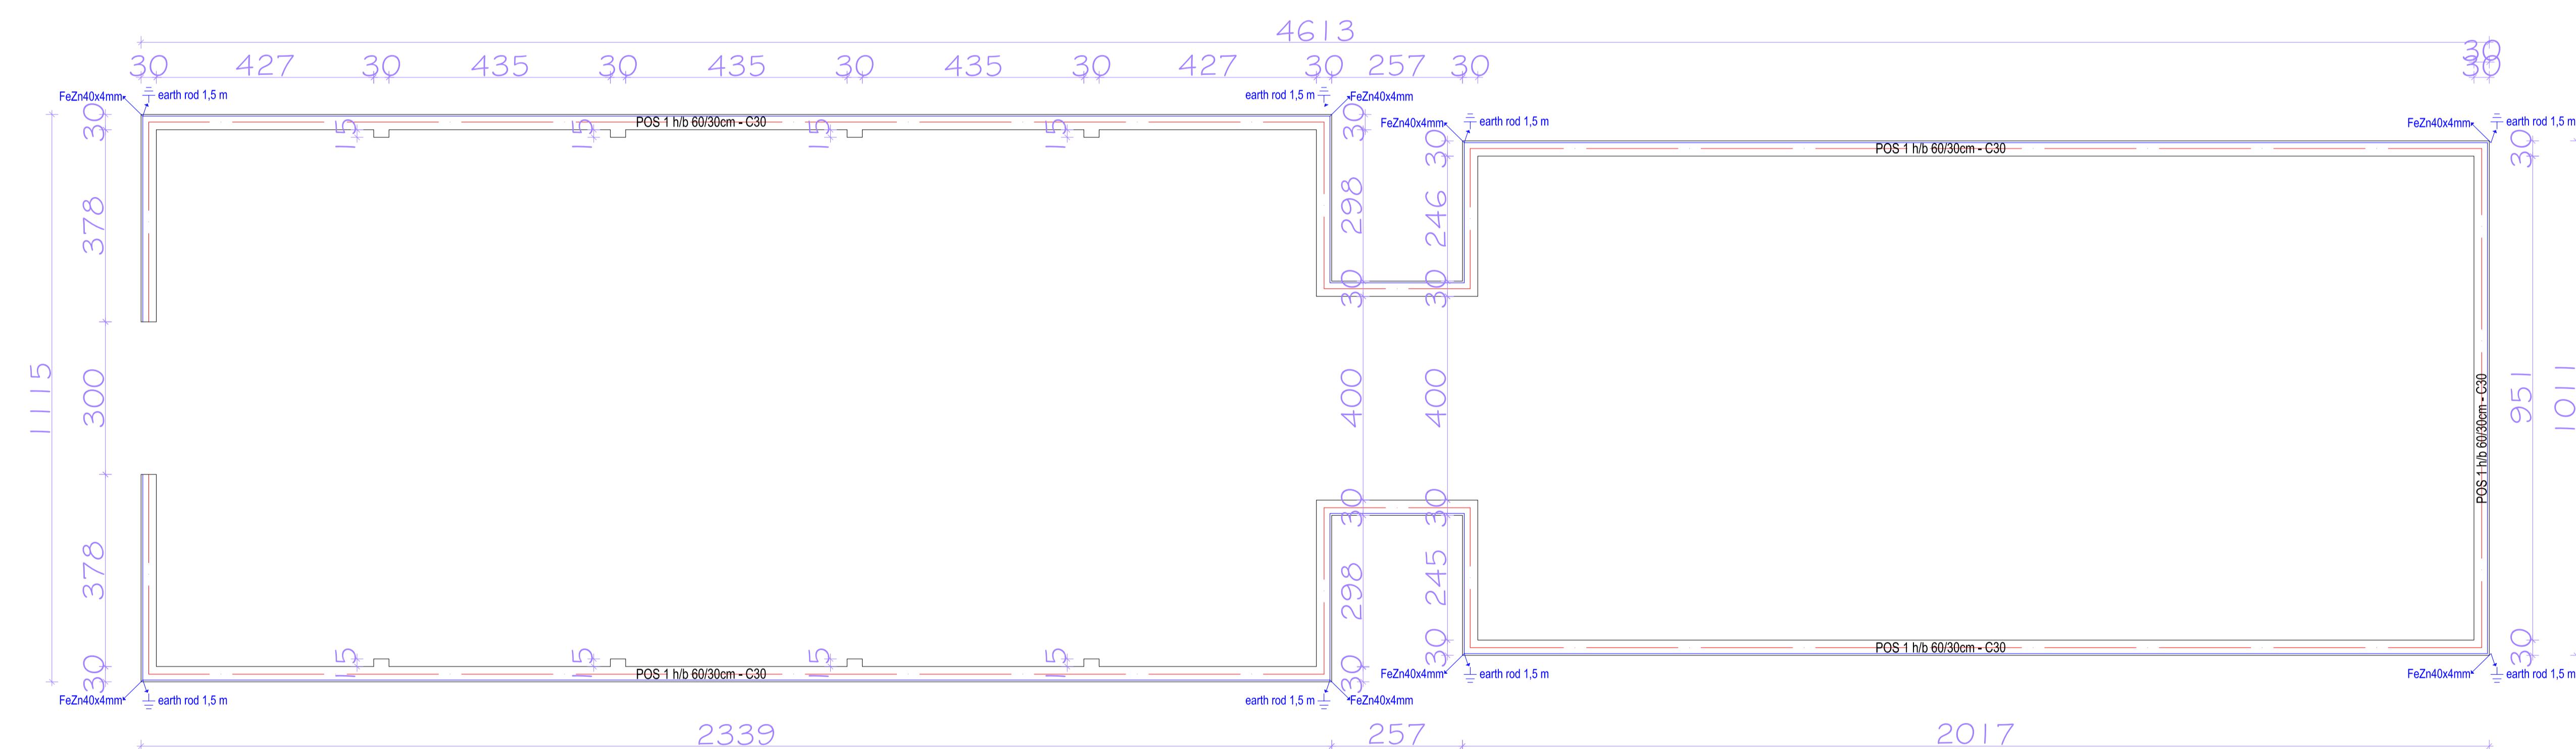 4613
30 427 30 435 30 435 30 435 30 427 30 257 30 30
30
FeZn40x4mm earth rod 1,5 m earth rod 1,5 m FeZn40x4mm
FeZn40x4mm earth rod 1,5 m FeZn40x4mm earth rod 1,5 m
POS 1 h/b 60/30cm - C30
POS 1 h/b 60/30cm - C30
30 15 15 15 15 30 30 30
378 298 246
30 30
1115 300 400 400 951 1011
POS 1 h/b 60/30cm - C30
30 30
378 298 245
30 15 15 15 15 30 30 30
POS 1 h/b 60/30cm - C30
POS 1 h/b 60/30cm - C30
FeZn40x4mm earth rod 1,5 m FeZn40x4mm earth rod 1,5 m
FeZn40x4mm earth rod 1,5 m earth rod 1,5 m FeZn40x4mm
2339 257 2017